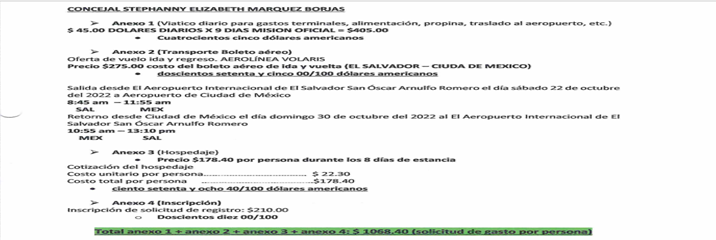 CONCEJAL STEPHANNY ELIZABETH MARQUEZ BORJAS
➢ Anexo 1 (Viatico diario para gastos terminales, alimentación, propina, traslado al aeropuerto, etc.)
$ 45.00 DOLARES DIARIOS X 9 DIAS MISION OFICIAL = $405.00
• Cuatrocientos cinco dólares americanos
➢ Anexo 2 (Transporte Boleto aéreo)
Oferta de vuelo ida y regreso. AEROLÍNEA VOLARIS
Precio $275.00 costo del boleto aéreo de ida y vuelta (EL SALVADOR – CIUDA DE MEXICO)
• doscientos setenta y cinco 00/100 dólares americanos
Salida desde El Aeropuerto Internacional de El Salvador San Óscar Arnulfo Romero el día sábado 22 de octubre
del 2022 a Aeropuerto de Ciudad de México
8:45 am – 11:55 am
SAL MEX
Retorno desde Ciudad de México el día domingo 30 de octubre del 2022 al El Aeropuerto Internacional de El
Salvador San Óscar Arnulfo Romero
10:55 am – 13:10 pm
MEX SAL
➢ Anexo 3 (Hospedaje)
• Precio $178.40 por persona durante los 8 días de estancia
Cotización del hospedaje
Costo unitario por persona.................................... $ 22.30
Costo total por persona ....................................$178.40
• ciento setenta y ocho 40/100 dólares americanos
➢ Anexo 4 (Inscripción)
Inscripción de solicitud de registro: $210.00
o Doscientos diez 00/100
Total anexo 1 + anexo 2 + anexo 3 + anexo 4: $ 1068.40 (solicitud de gasto por persona)